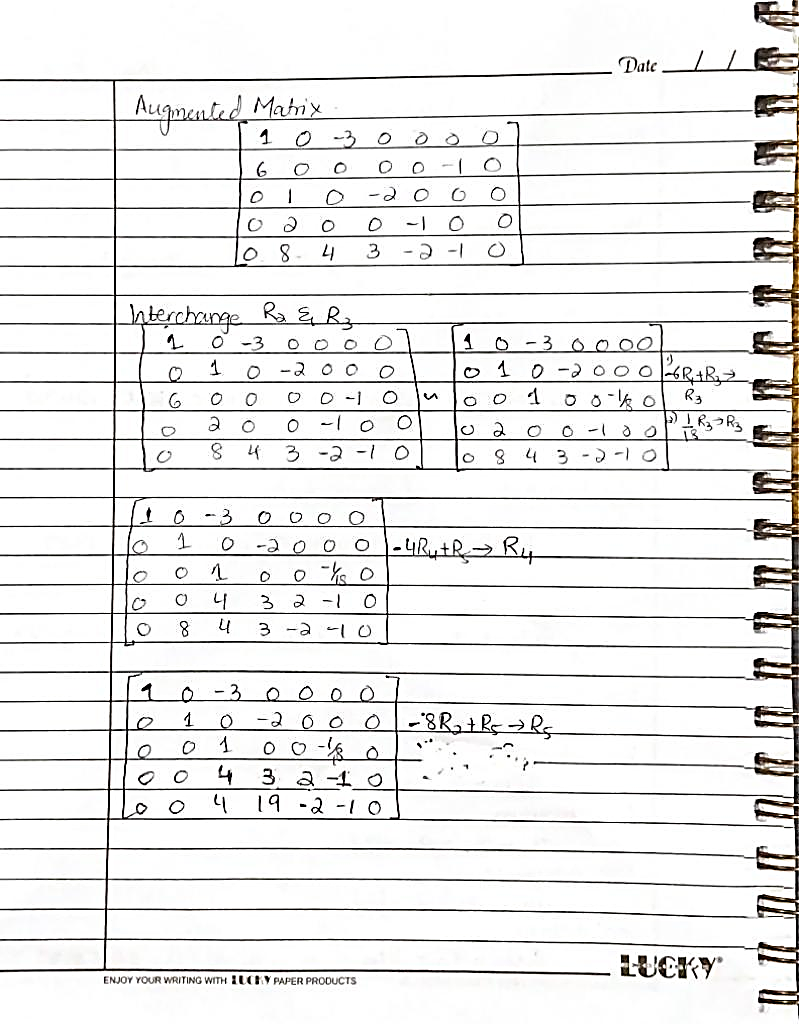 Date / /
Augmented Matrix
1 0 -3 0 0 0 0
6 0 0 0 0 -1 0
0 1 0 -2 0 0 0
0 2 0 0 -1 0 0
0 8 4 3 -2 -1 0
Interchange R2 & R3
1 0 -3 0 0 0 0
0 1 0 -2 0 0 0
6 0 0 0 0 -1 0
0 2 0 0 -1 0 0
0 8 4 3 -2 -1 0
~
1 0 -3 0 0 0 0
0 1 0 -2 0 0 0
0 0 1 0 0 -1/18 0
0 2 0 0 -1 0 0
0 8 4 3 -2 -1 0
1) -6R1+R3→
R3
2) 1/18 R3→R3
1 0 -3 0 0 0 0
0 1 0 -2 0 0 0 -4R4+R5→ R4
0 0 1 0 0 -1/18 0
0 0 4 3 2 -1 0
0 8 4 3 -2 -1 0
1 0 -3 0 0 0 0
0 1 0 -2 0 0 0 -8R2+R5→R5
0 0 1 0 0 -1/18 0
0 0 4 3 2 -1 0
0 0 4 19 -2 -1 0
LUCKY
ENJOY YOUR WRITING WITH LUCKY PAPER PRODUCTS